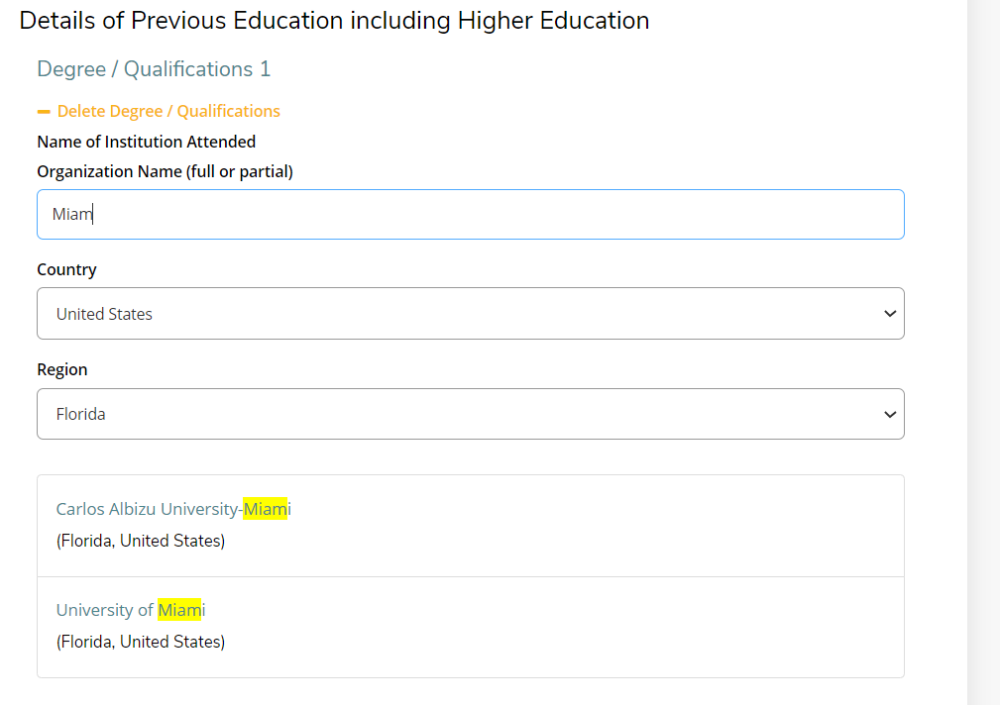 Details of Previous Education including Higher Education
Degree / Qualifications 1
Delete Degree / Qualifications
Name of Institution Attended
Organization Name (full or partial)
Miam
Country
United States
Region
Florida
Carlos Albizu University-Miami
(Florida, United States)
University of Miami
(Florida, United States)